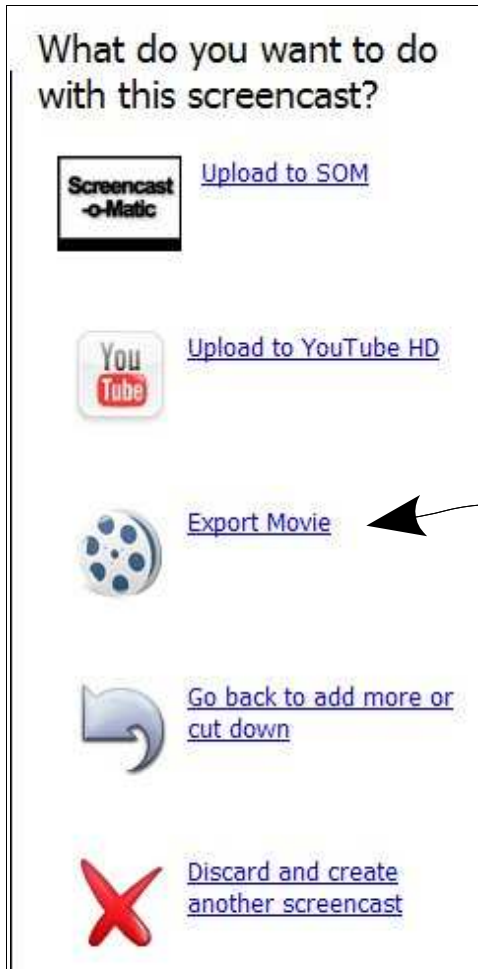 What do you want to do
with this screencast?
Screencast
-o-Matic
Upload to SOM
You
Tube
Upload to YouTube HD
Export Movie
Go back to add more or
cut down
Discard and create
another screencast